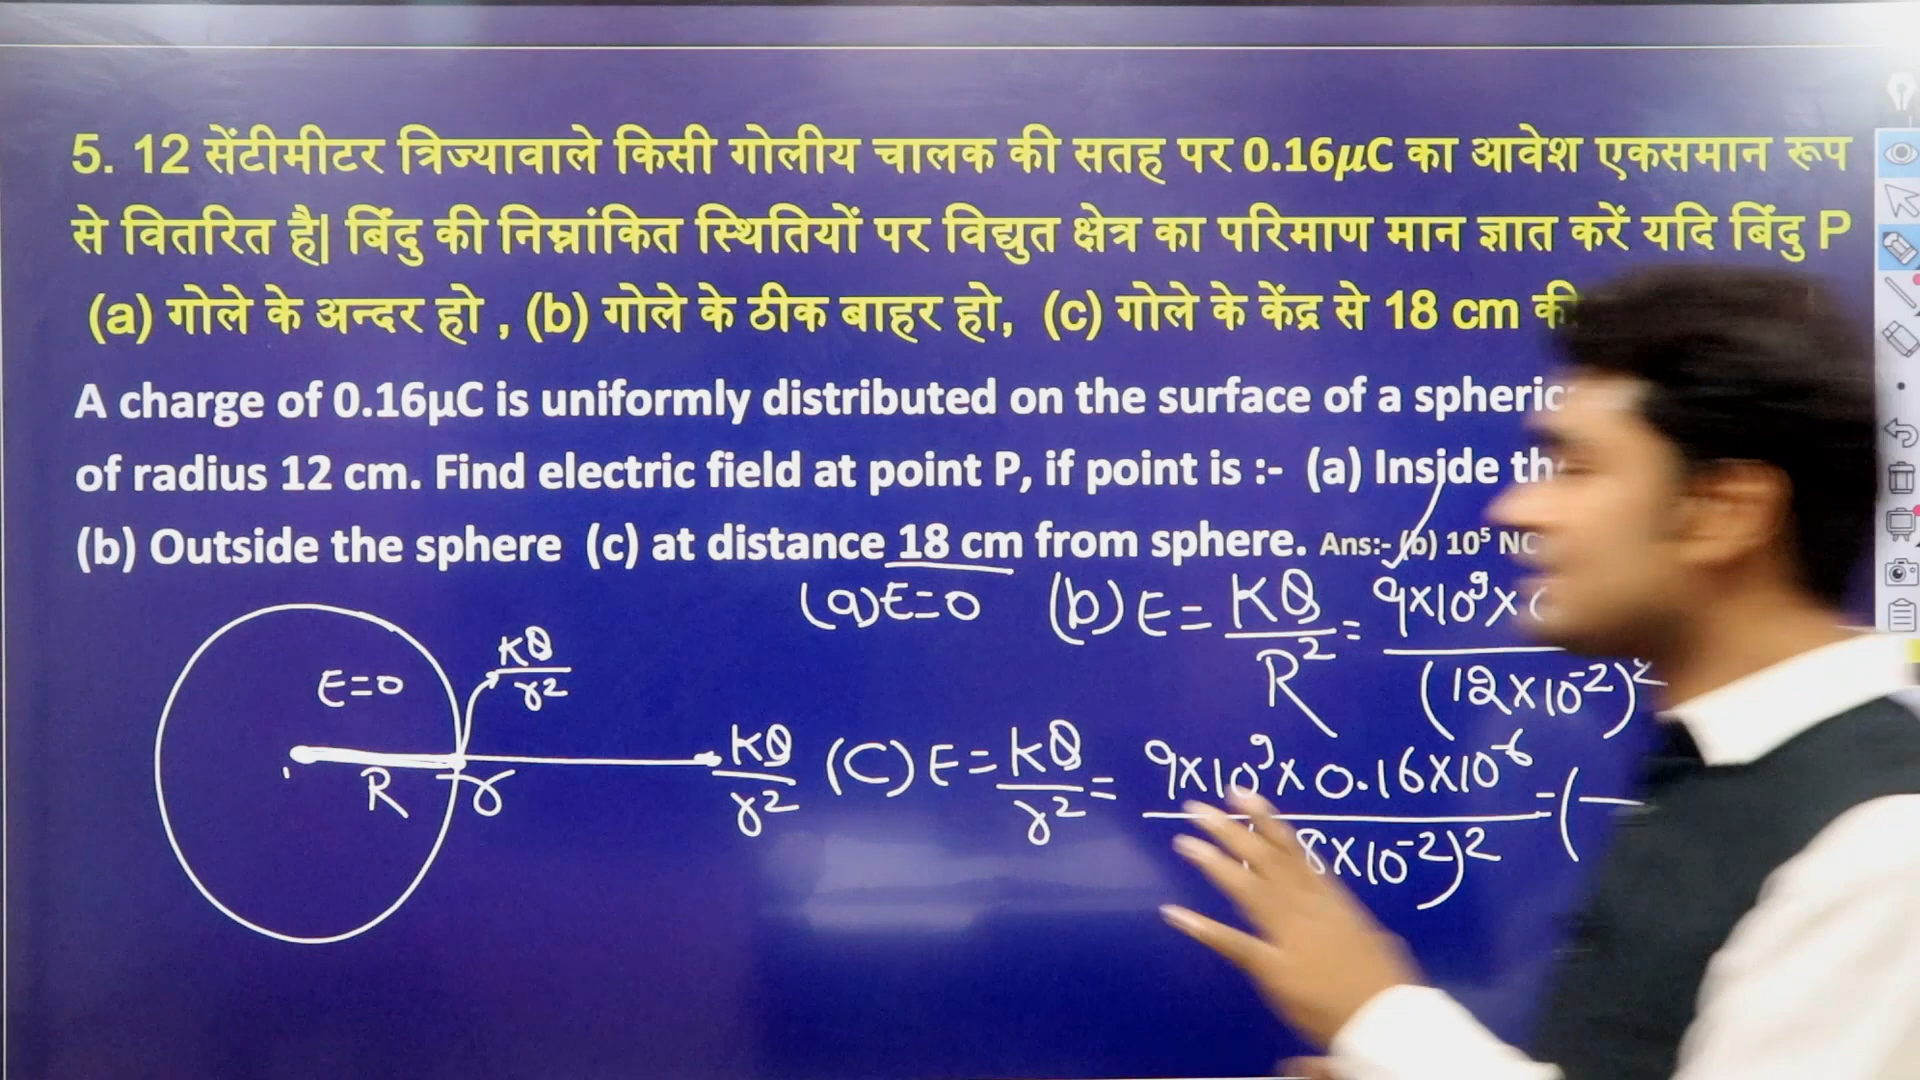 5. 12 सेंटीमीटर त्रिज्यावाले किसी गोलीय चालक की सतह पर 0.16μC का आवेश एकसमान रूप
से वितरित है| बिंदु की निम्नांकित स्थितियों पर विद्युत क्षेत्र का परिमाण मान ज्ञात करें यदि बिंदु P
(a) गोले के अन्दर हो , (b) गोले के ठीक बाहर हो, (c) गोले के केंद्र से 18 cm की
A charge of 0.16μC is uniformly distributed on the surface of a
of radius 12 cm. Find electric field at point P, if point is :- (a) Inside
(b) Outside the sphere (c) at distance 18 cm from sphere. Ans:- (b) 10⁵
(a) E=0 (b) E = KQ/R² = 9×10⁹×/(12×10⁻²)²
E=0 KQ/r²
R r KQ/r² (C) E = KQ/r² = 9×10⁹×0.16×10⁻⁶/(8×10⁻²)² = (